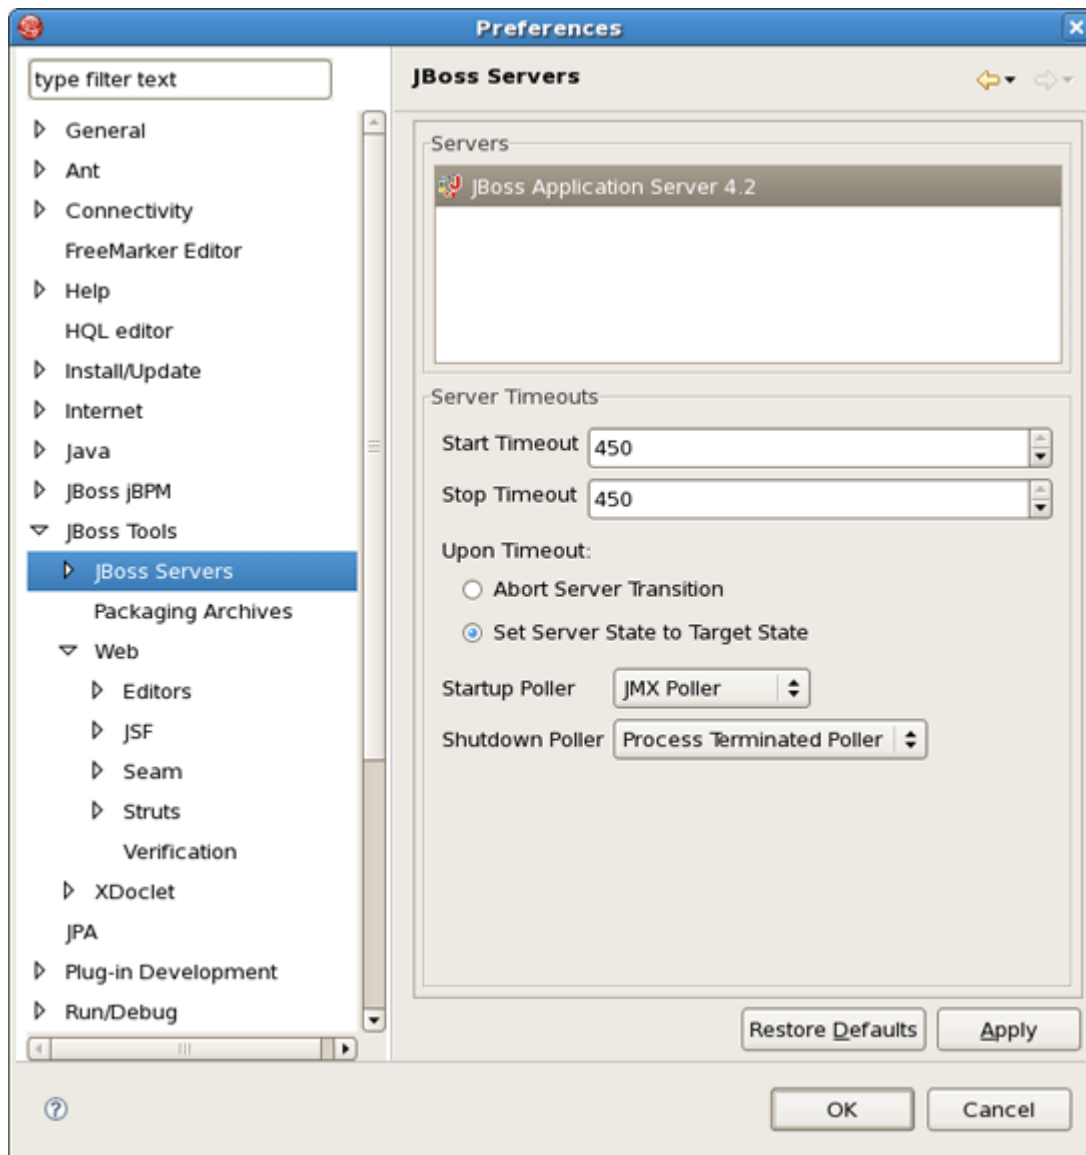 Preferences
type filter text
General
Ant
Connectivity
FreeMarker Editor
Help
HQL editor
Install/Update
Internet
Java
JBoss jBPM
JBoss Tools
JBoss Servers
Packaging Archives
Web
Editors
JSF
Seam
Struts
Verification
XDoclet
JPA
Plug-in Development
Run/Debug
JBoss Servers
Servers
JBoss Application Server 4.2
Server Timeouts
Start Timeout 450
Stop Timeout 450
Upon Timeout:
Abort Server Transition
Set Server State to Target State
Startup Poller JMX Poller
Shutdown Poller Process Terminated Poller
Restore Defaults Apply
OK Cancel